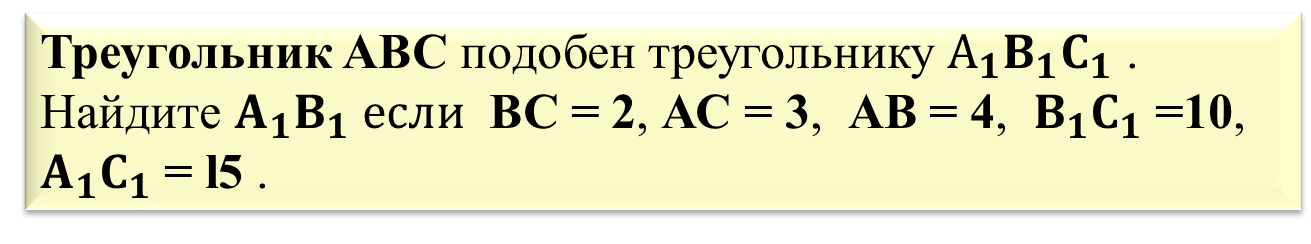 Треугольник ABC подобен треугольнику A₁B₁C₁ .
Найдите A₁B₁ если BC = 2, AC = 3, AB = 4, B₁C₁ =10,
A₁C₁ = l5 .